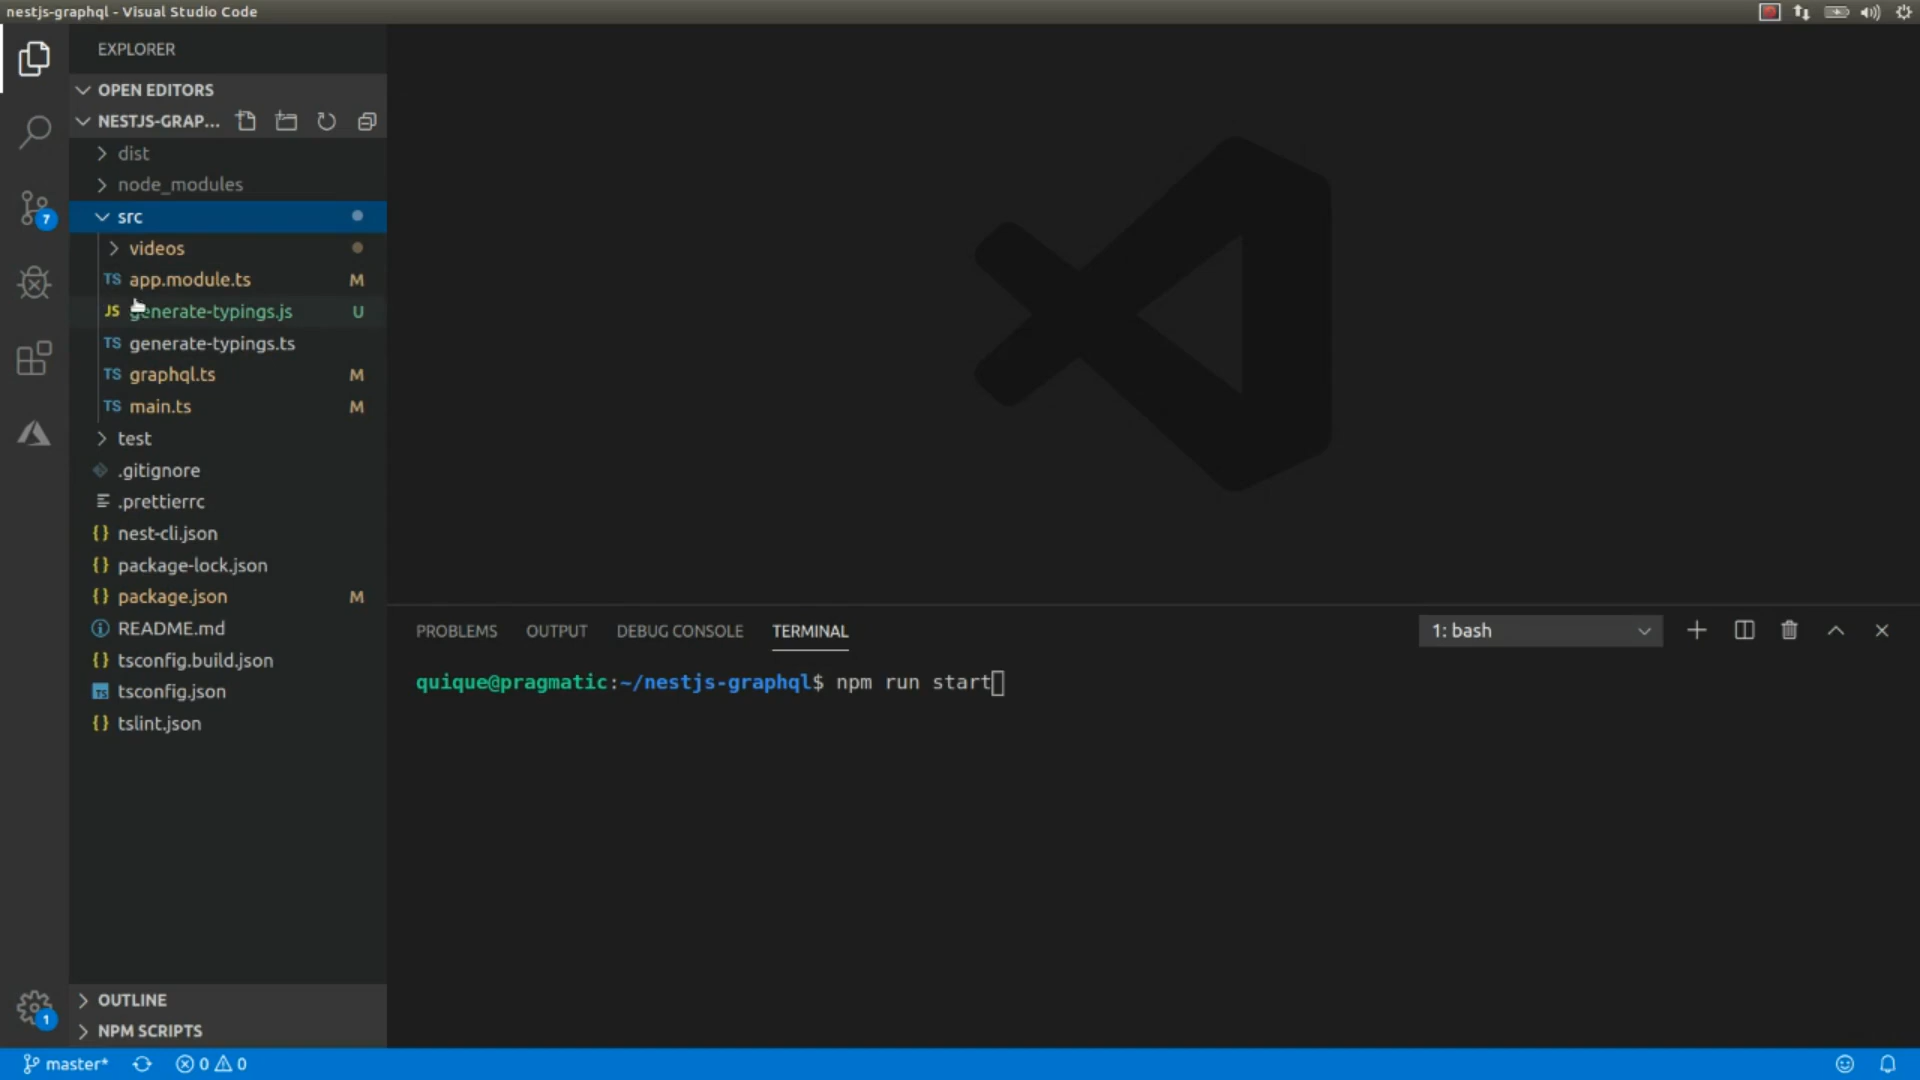 nestjs-graphql - Visual Studio Code
EXPLORER
OPEN EDITORS
NESTJS-GRAP...
dist
node_modules
7
src
videos
TS app.module.ts M
JS generate-typings.js U
TS generate-typings.ts
TS graphql.ts M
TS main.ts M
test
.gitignore
.prettierrc
{} nest-cli.json
{} package-lock.json
{} package.json M
README.md
{} tsconfig.build.json
TS tsconfig.json
{} tslint.json
PROBLEMS OUTPUT DEBUG CONSOLE TERMINAL 1: bash
quique@pragmatic:~/nestjs-graphql$ npm run start
OUTLINE
1
NPM SCRIPTS
master* 0 0